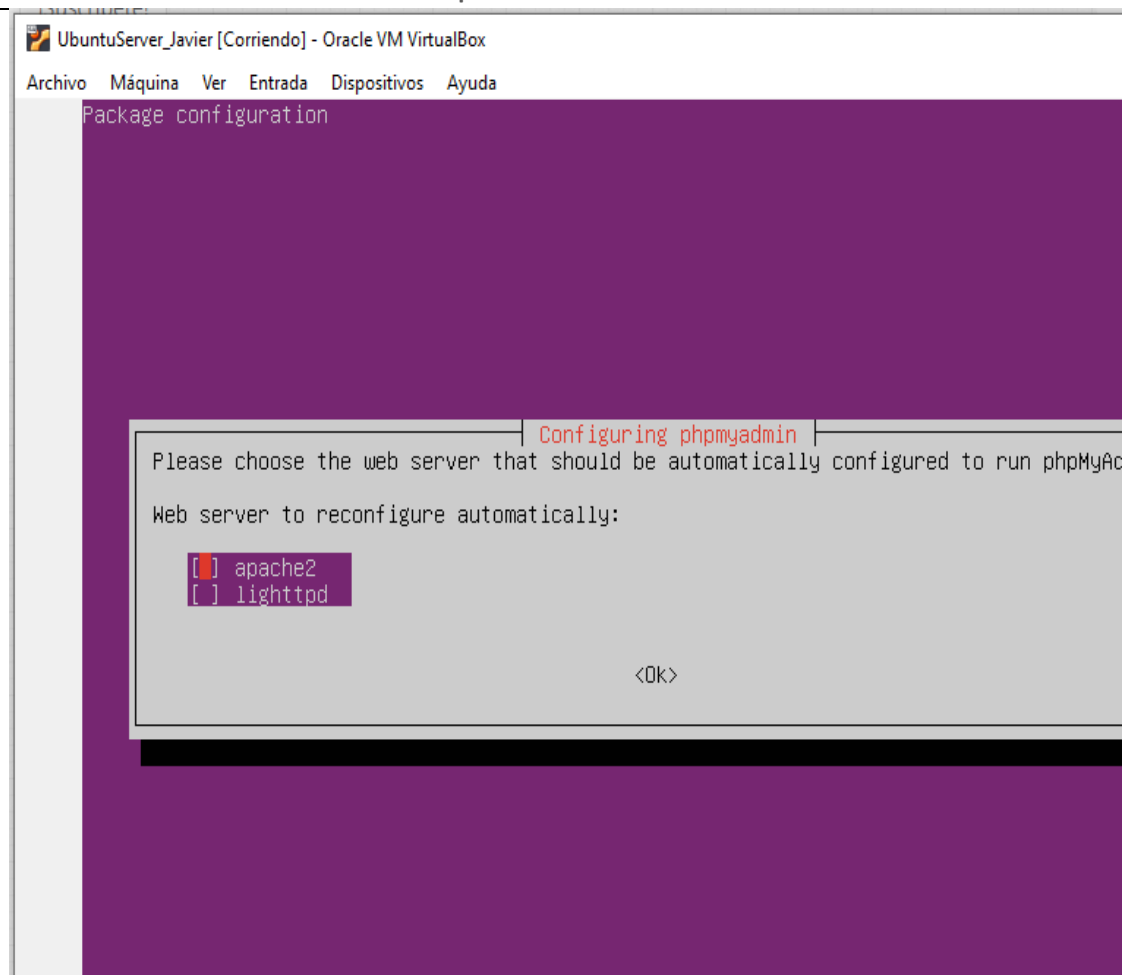 UbuntuServer_Javier [Corriendo] - Oracle VM VirtualBox
Archivo Máquina Ver Entrada Dispositivos Ayuda
Package configuration
Configuring phpmyadmin
Please choose the web server that should be automatically configured to run
Web server to reconfigure automatically:
[ ] apache2
[ ] lighttpd
<Ok>